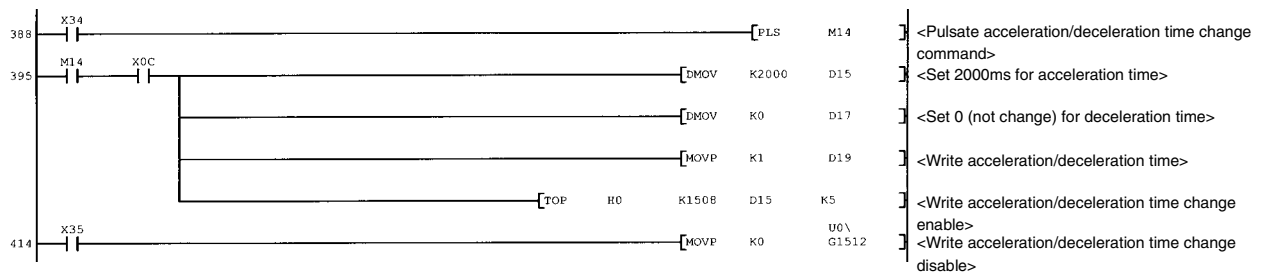 X34
388 [PLS M14 ] <Pulsate acceleration/deceleration time change
command>
M14 X0C
395 [DMOV K2000 D15 ] <Set 2000ms for acceleration time>
[DMOV K0 D17 ] <Set 0 (not change) for deceleration time>
[MOVP K1 D19 ] <Write acceleration/deceleration time>
[TOP H0 K1508 D15 K5 ] <Write acceleration/deceleration time change
enable>
X35 U0\
414 [MOVP K0 G1512 ] <Write acceleration/deceleration time change
disable>